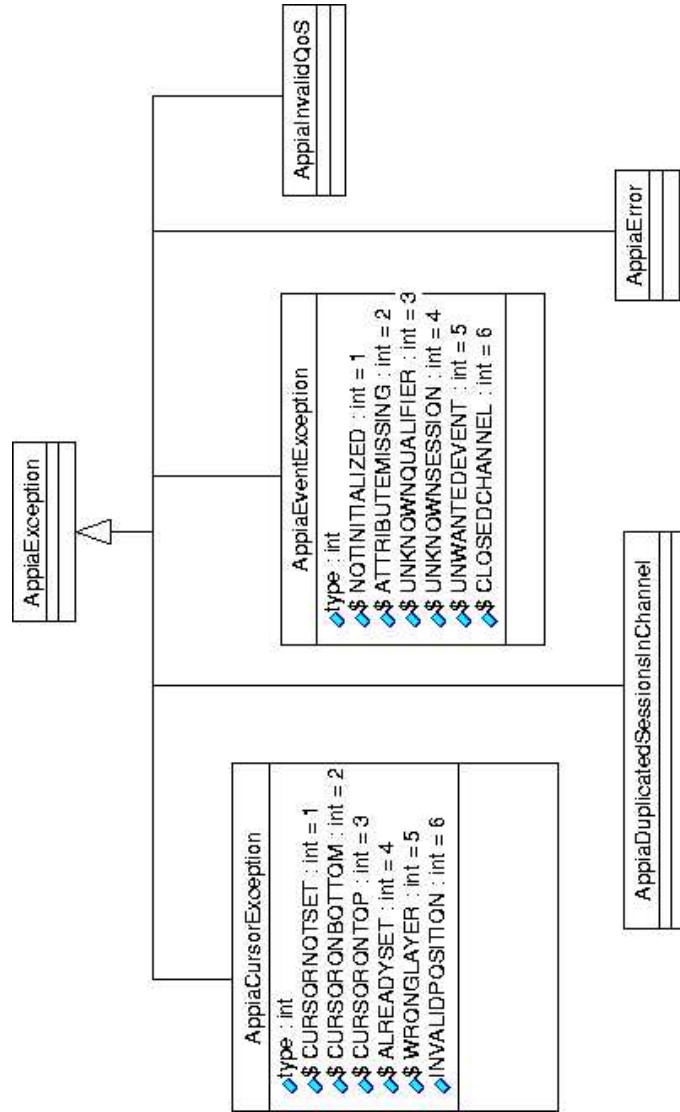 AppiaException
AppiaCursorException
type : int
$ CURSORNOTSET : int = 1
$ CURSORONBOTTOM : int = 2
$ CURSORONTOP : int = 3
$ ALREADYSET : int = 4
$ WRONGLAYER : int = 5
INVALIDPOSITION : int = 6
AppiaEventException
type : int
$ NOTINITIALIZED : int = 1
$ ATTRIBUTEMISSING : int = 2
$ UNKNOWNQUALIFIER : int = 3
$ UNKNOWNSESSION : int = 4
$ UNWANTEDEVENT : int = 5
$ CLOSEDCHANNEL : int = 6
AppiaInvalidQoS
AppiaDuplicatedSessionsInChannel
AppiaError